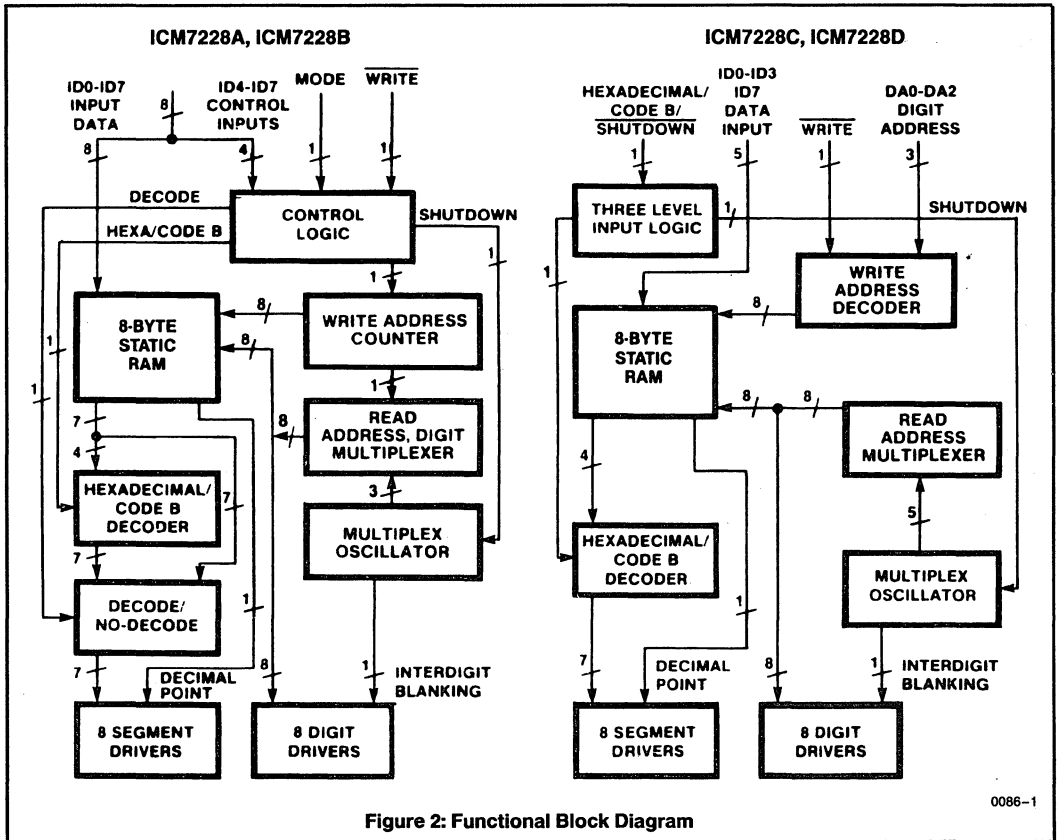 ICM7228A, ICM7228B
ID0-ID7
INPUT
DATA
8
ID4-ID7
CONTROL
INPUTS
MODE
WRITE
8
4
1
1
DECODE
HEXA/CODE B
CONTROL
LOGIC
SHUTDOWN
1
1
8-BYTE
STATIC
RAM
8
8
WRITE ADDRESS
COUNTER
1
1
1
7
4
8
READ
ADDRESS, DIGIT
MULTIPLEXER
3
HEXADECIMAL/
CODE B
DECODER
7
MULTIPLEX
OSCILLATOR
7
DECODE/
NO-DECODE
1
7
DECIMAL
POINT
8
1
INTERDIGIT
BLANKING
8 SEGMENT
DRIVERS
8 DIGIT
DRIVERS
ICM7228C, ICM7228D
HEXADECIMAL/
CODE B/
SHUTDOWN
ID0-ID3
ID7
DATA
INPUT
WRITE
DA0-DA2
DIGIT
ADDRESS
1
5
1
3
THREE LEVEL
INPUT LOGIC
1
SHUTDOWN
1
WRITE
ADDRESS
DECODER
8
8-BYTE
STATIC
RAM
8
8
READ
ADDRESS
MULTIPLEXER
4
5
HEXADECIMAL/
CODE B
DECODER
MULTIPLEX
OSCILLATOR
1
7
DECIMAL
POINT
8
1
INTERDIGIT
BLANKING
8 SEGMENT
DRIVERS
8 DIGIT
DRIVERS
0086-1
Figure 2: Functional Block Diagram